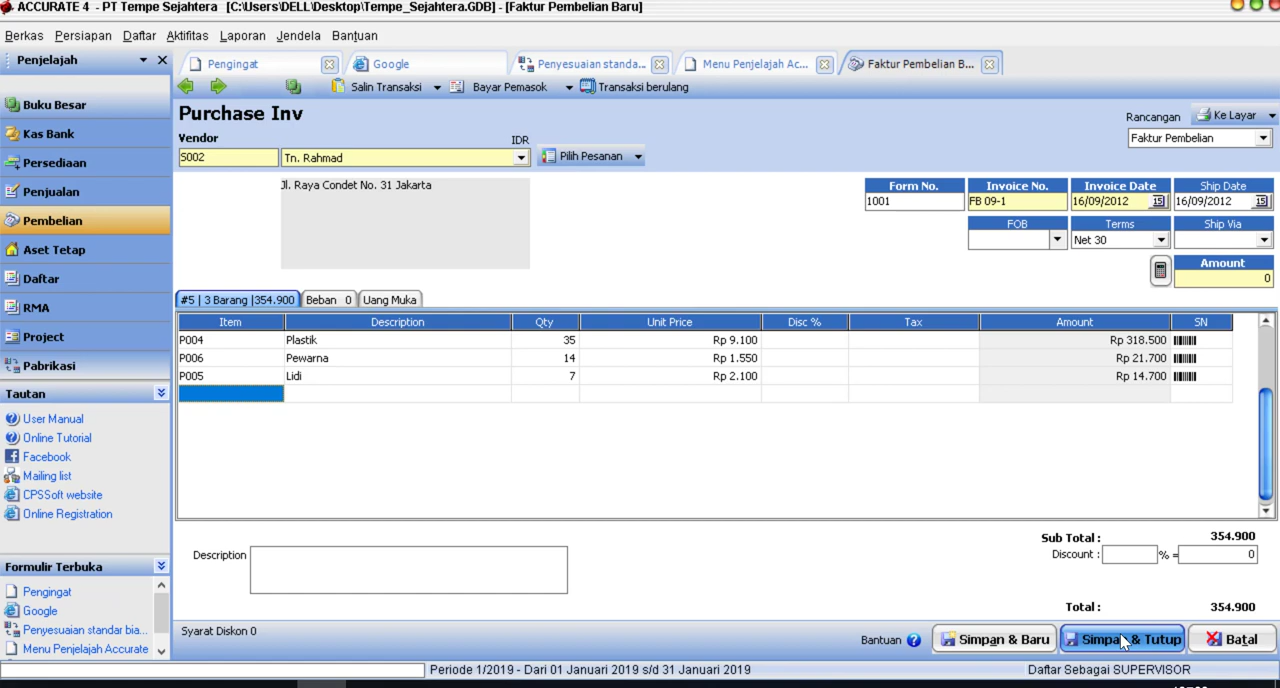 ACCURATE 4 - PT Tempe Sejahtera [C:\Users\DELL\Desktop\Tempe_Sejahtera.GDB] - [Faktur Pembelian Baru]
Berkas Persiapan Daftar Aktifitas Laporan Jendela Bantuan
Penjelajah
Pengingat Google Penyesuaian standa... Menu Penjelajah Ac... Faktur Pembelian B...
Salin Transaksi Bayar Pemasok Transaksi berulang
Buku Besar
Kas Bank
Persediaan
Penjualan
Pembelian
Aset Tetap
Daftar
RMA
Project
Pabrikasi
Tautan
User Manual
Online Tutorial
Facebook
Mailing list
CPSSoft website
Online Registration
Formulir Terbuka
Pengingat
Google
Penyesuaian standar bia...
Menu Penjelajah Accurate
Purchase Inv
Rancangan Ke Layar
Faktur Pembelian
Vendor IDR
S002 Tn. Rahmad Pilih Pesanan
Jl. Raya Condet No. 31 Jakarta
Form No. Invoice No. Invoice Date Ship Date
1001 FB 09-1 16/09/2012 15 16/09/2012 15
FOB Terms Ship Via
Net 30
Amount
0
#5 | 3 Barang |354.900 Beban 0 Uang Muka
Item Description Qty Unit Price Disc % Tax Amount SN
P004 Plastik 35 Rp 9.100 Rp 318.500
P006 Pewarna 14 Rp 1.550 Rp 21.700
P005 Lidi 7 Rp 2.100 Rp 14.700
Sub Total : 354.900
Description
Discount : % = 0
Total : 354.900
Syarat Diskon 0
Bantuan Simpan & Baru Simpan & Tutup Batal
Periode 1/2019 - Dari 01 Januari 2019 s/d 31 Januari 2019 Daftar Sebagai SUPERVISOR